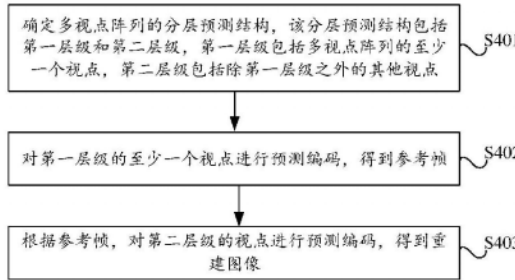 确定多视点阵列的分层预测结构，该分层预测结构包括
第一层级和第二层级，第一层级包括多视点阵列的至少
一个视点，第二层级包括除第一层级之外的其他视点
S401
对第一层级的至少一个视点进行预测编码，得到参考帧
S402
根据参考帧，对第二层级的视点进行预测编码，得到重
建图像
S403